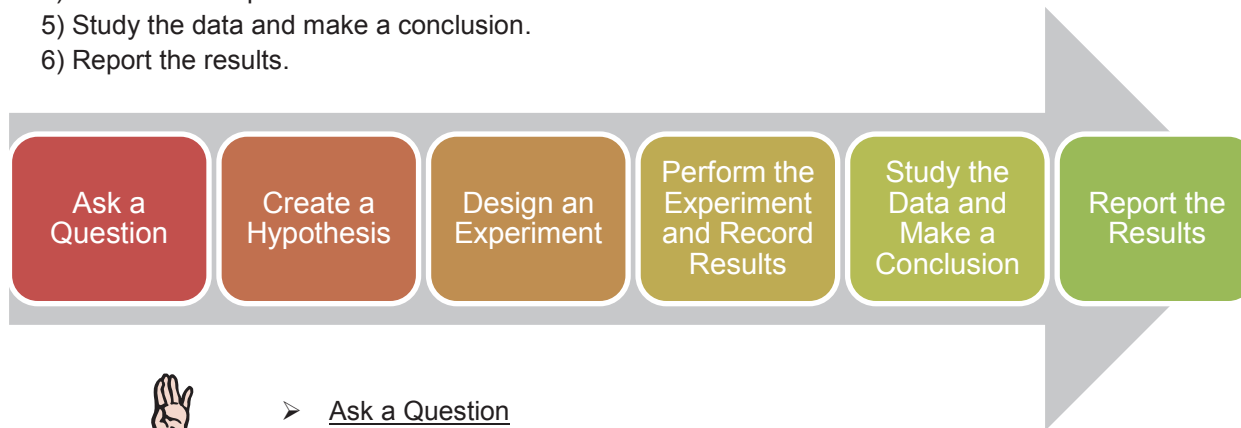 5) Study the data and make a conclusion.
6) Report the results.
Ask a
Question
Create a
Hypothesis
Design an
Experiment
Perform the
Experiment
and Record
Results
Study the
Data and
Make a
Conclusion
Report the
Results
➢ Ask a Question